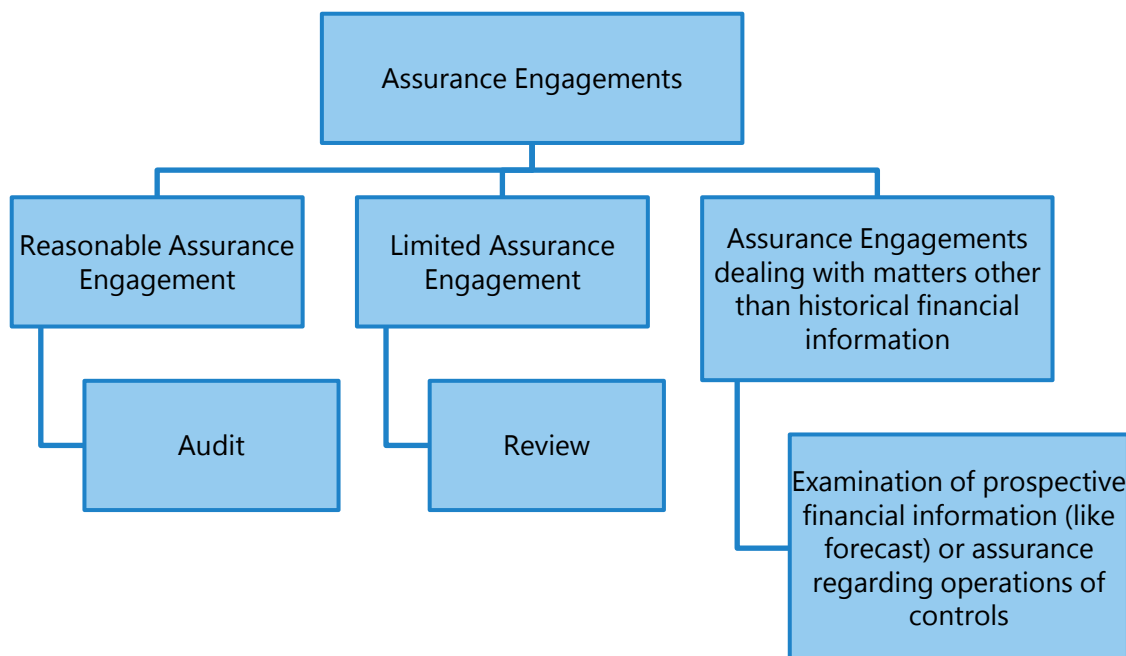 Assurance Engagements
Reasonable Assurance
Engagement
Limited Assurance
Engagement
Assurance Engagements
dealing with matters other
than historical financial
information
Audit
Review
Examination of prospective
financial information (like
forecast) or assurance
regarding operations of
controls